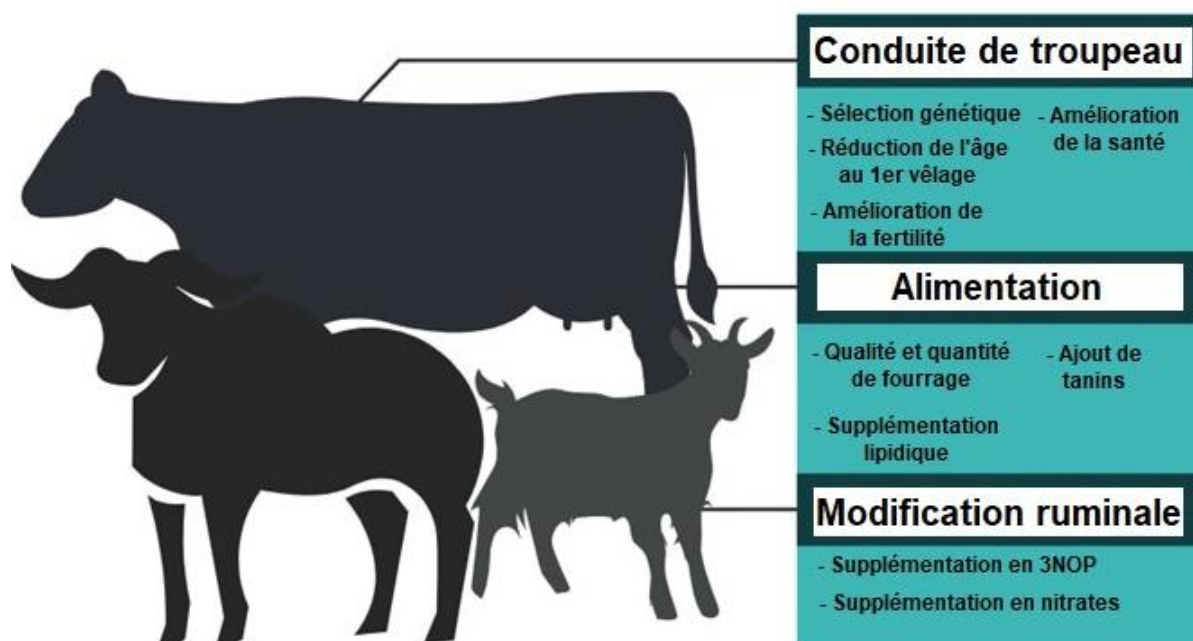 Conduite de troupeau
- Sélection génétique
- Réduction de l'âge
au 1er vêlage
- Amélioration de
la fertilité
- Amélioration
de la santé
Alimentation
- Qualité et quantité
de fourrage
- Supplémentation
lipidique
- Ajout de
tanins
Modification ruminale
- Supplémentation en 3NOP
- Supplémentation en nitrates